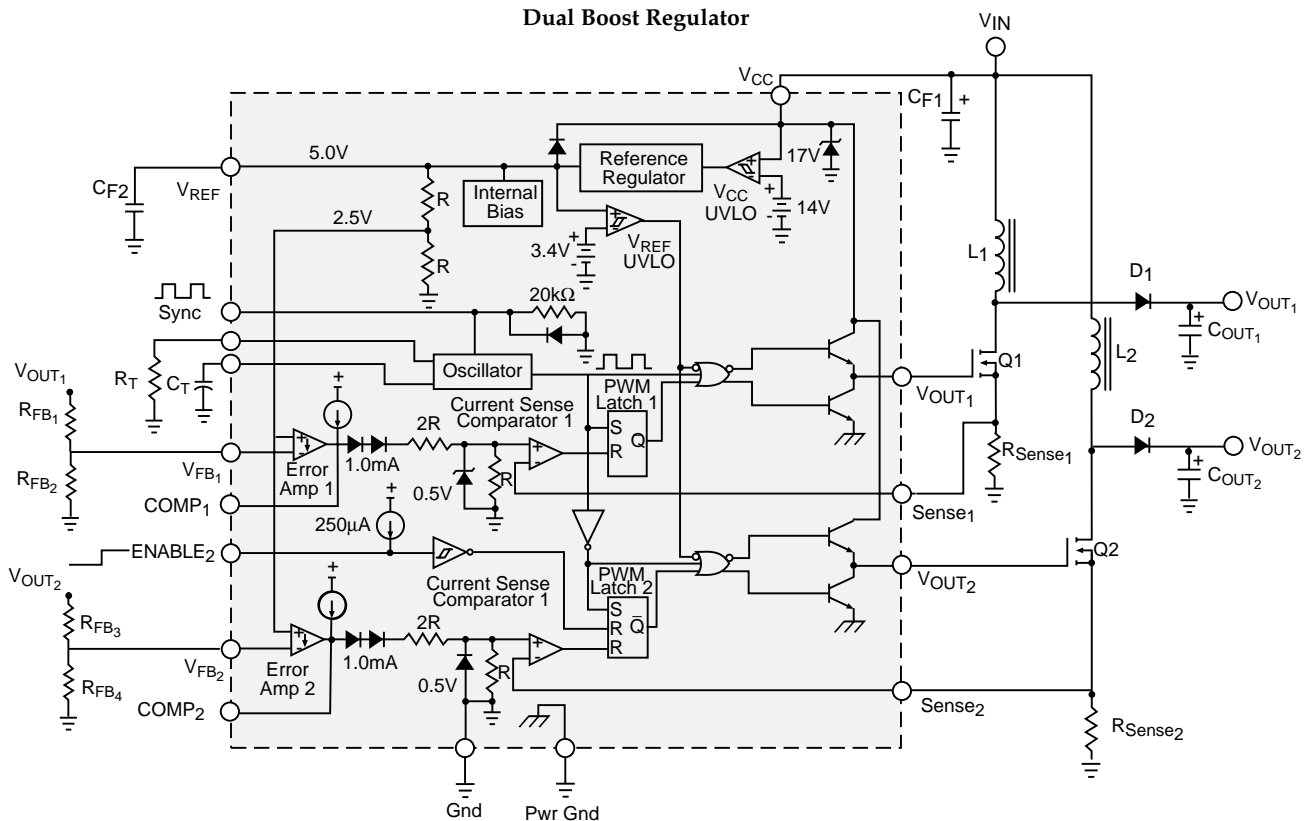 Dual Boost Regulator
VIN
VCC
CF1
+
5.0V
Reference
Regulator
17V
+
-
VCC
UVLO
+
-
14V
CF2
VREF
R
Internal
Bias
2.5V
+
-
VREF
UVLO
3.4V
+
-
R
L1
D1
VOUT1
+
COUT1
Sync
20kΩ
L2
Oscillator
VOUT1
RT
CT
+
PWM
Latch 1
VOUT1
Q1
RFB1
Current Sense
Comparator 1
S
R
Q
2R
D2
VOUT2
+
-
1.0mA
+
-
R
RSense1
+
COUT2
VFB1
Error
Amp 1
RFB2
0.5V
COMP1
+
Sense1
250µA
ENABLE2
Q2
VOUT2
+
Current Sense
Comparator 1
PWM
Latch 2
VOUT2
S
R
R
Q̅
RFB3
2R
+
-
1.0mA
+
-
VFB2
Error
Amp 2
0.5V
R
RFB4
COMP2
Sense2
RSense2
Gnd
Pwr Gnd